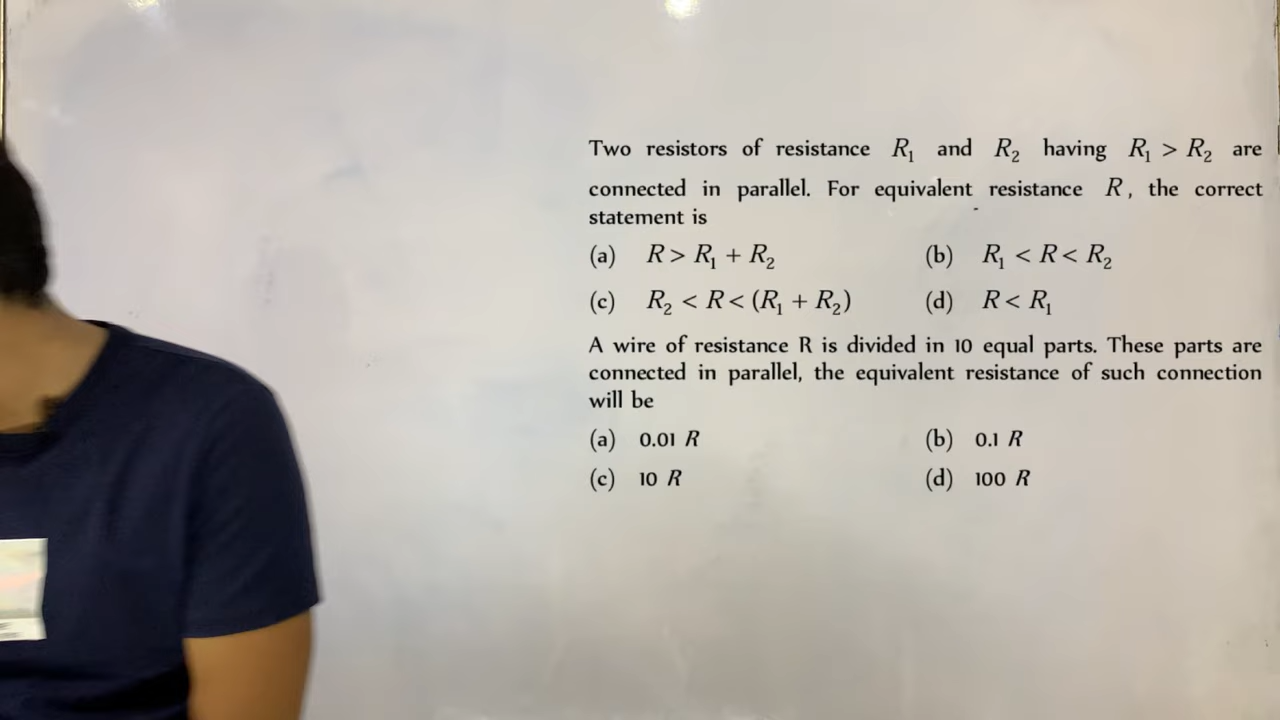 Two resistors of resistance R₁ and R₂ having R₁ > R₂ are
connected in parallel. For equivalent resistance R, the correct
statement is
(a) R > R₁ + R₂ (b) R₁ < R < R₂
(c) R₂ < R < (R₁ + R₂) (d) R < R₁
A wire of resistance R is divided in 10 equal parts. These parts are
connected in parallel, the equivalent resistance of such connection
will be
(a) 0.01 R (b) 0.1 R
(c) 10 R (d) 100 R